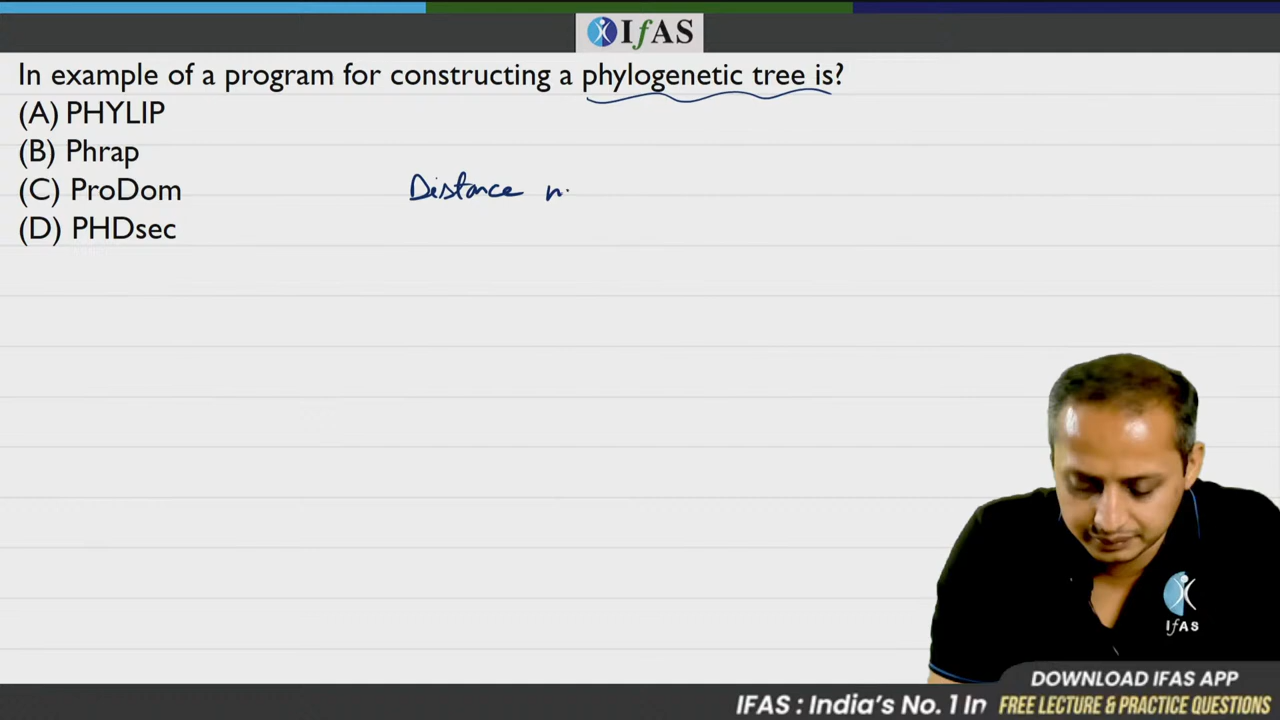 IfAS
In example of a program for constructing a phylogenetic tree is?
(A) PHYLIP
(B) Phrap
(C) ProDom
Distance
(D) PHDsec
IfAS
DOWNLOAD IFAS APP
IFAS : India's No. 1 In
FREE LECTURE & PRACTICE QUESTIONS